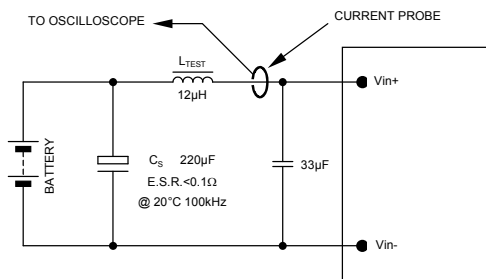 TO OSCILLOSCOPE
CURRENT PROBE
LTEST
12µH
Vin+
BATTERY
CS 220µF
E.S.R.<0.1Ω
@ 20°C 100kHz
33µF
Vin-